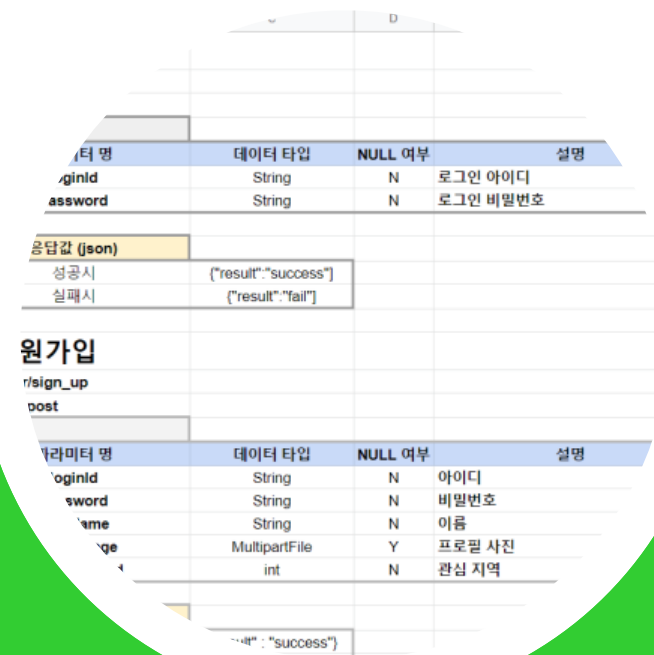 D
데이터 타입 NULL 여부 설명
String N 로그인 아이디
String N 로그인 비밀번호
응답값 (json)
성공시 {"result":"success"]
실패시 {"result":"fail"]
원가입
/sign_up
post
데이터 타입 NULL 여부 설명
String N 아이디
String N 비밀번호
String N 이름
MultipartFile Y 프로필 사진
int N 관심 지역
: "success"}